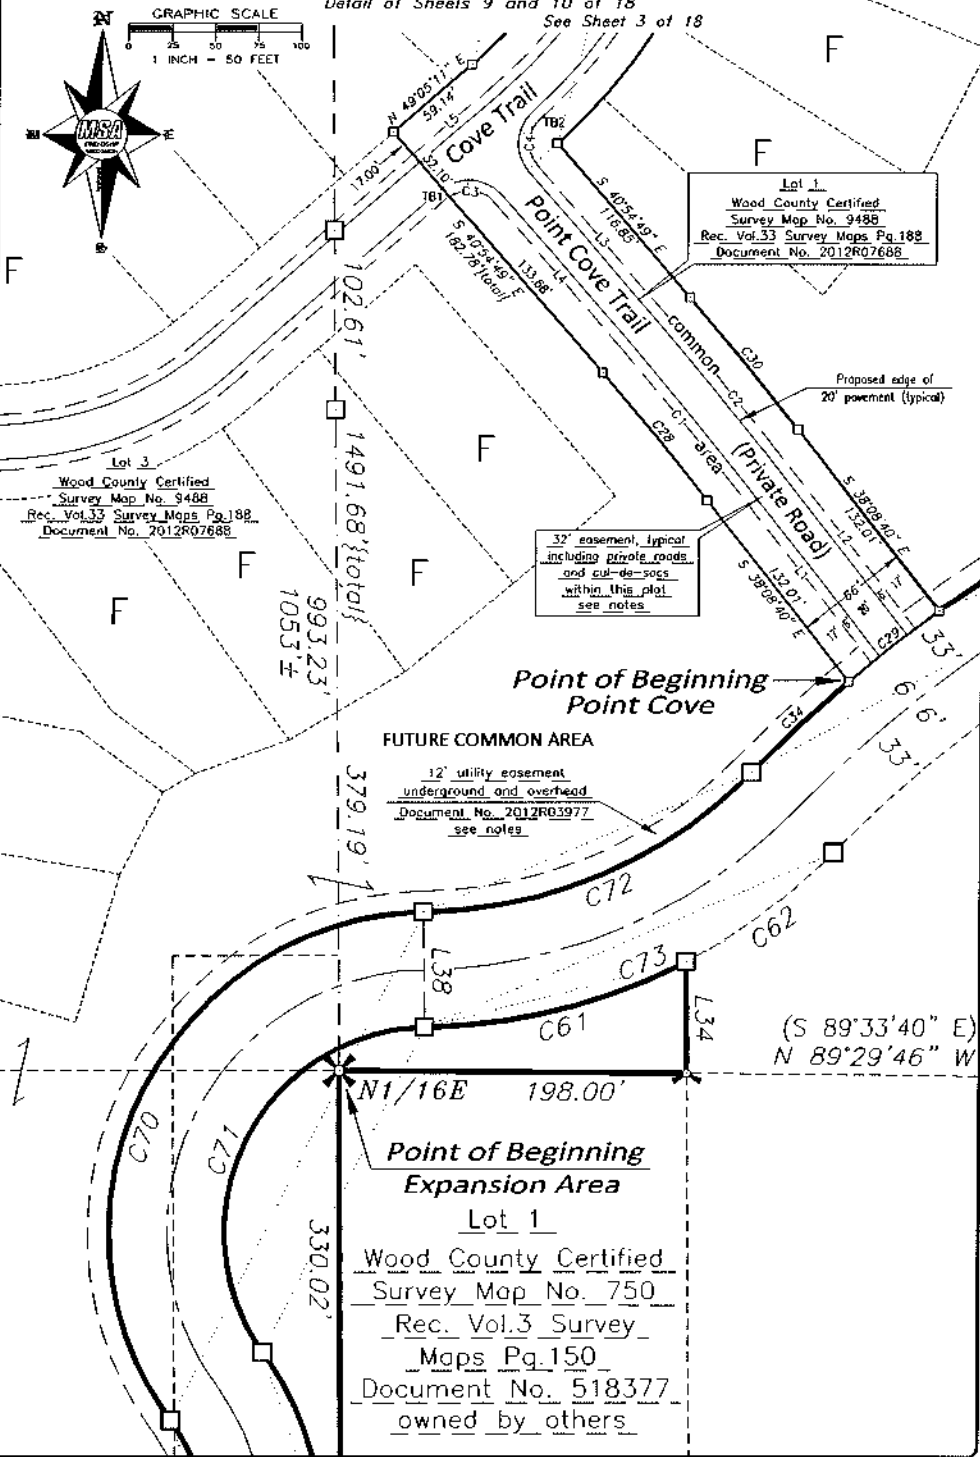 Detail of Sheets 9 and 10 of 18
See Sheet 3 of 18
GRAPHIC SCALE
0 25 50 75 100
1 INCH = 50 FEET
N
E
MSA
F
F
F
F
F
F
F
F
N 49°05'11" E
59.14'
L5
Cove Trail
17.00'
32.10'
TB1
C3
TB2
C4
S 40°54'49" E
182.78'(total)
133.68'
L4
Point Cove Trail
L3
S 40°54'49" E
116.85'
Lot 1
Wood County Certified
Survey Map No. 9488
Rec. Vol.33 Survey Maps Pg.188
Document No. 2012R07688
common
area
(Private Road)
C30
C2
C1
C28
Proposed edge of
20' pavement (typical)
S 38°08'40" E
132.01'
L2
L1
132.01'
S 38°08'40" E
66'
17'
17'
C29
102.61'
1491.68'(total)
993.23'
1053'±
379.19'
Lot 3
Wood County Certified
Survey Map No. 9488
Rec. Vol.33 Survey Maps Pg.188
Document No. 2012R07688
32' easement, typical
including private roads
and cul-de-sacs
within this plat
see notes
Point of Beginning
Point Cove
C34
33'
66'
33'
FUTURE COMMON AREA
12' utility easement
underground and overhead
Document No. 2012R03977
see notes
C72
C62
C73
C61
L38
L34
(S 89°33'40" E)
N 89°29'46" W
N1/16E
198.00'
C70
C71
Point of Beginning
Expansion Area
330.02'
Lot 1
Wood County Certified
Survey Map No. 750
Rec. Vol.3 Survey
Maps Pg.150
Document No. 518377
owned by others